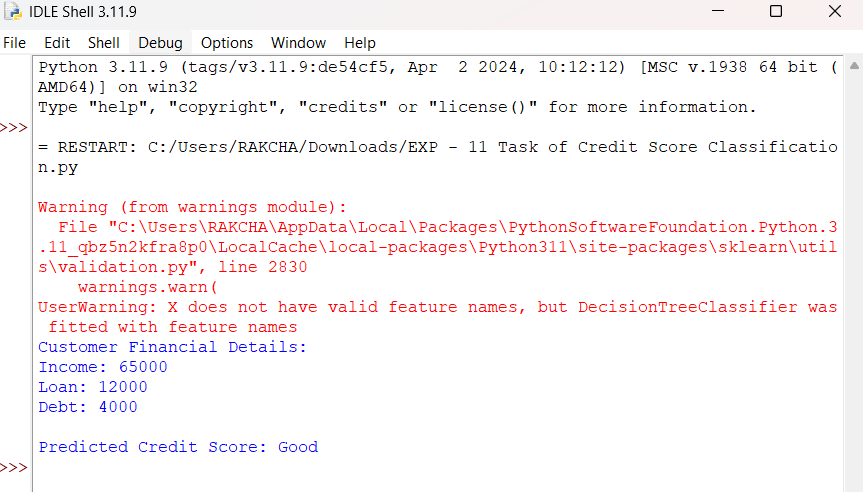 IDLE Shell 3.11.9
File Edit Shell Debug Options Window Help
Python 3.11.9 (tags/v3.11.9:de54cf5, Apr  2 2024, 10:12:12) [MSC v.1938 64 bit (
AMD64)] on win32
Type "help", "copyright", "credits" or "license()" for more information.
>>>
= RESTART: C:/Users/RAKCHA/Downloads/EXP - 11 Task of Credit Score Classificatio
n.py
Warning (from warnings module):
  File "C:\Users\RAKCHA\AppData\Local\Packages\PythonSoftwareFoundation.Python.3
.11_qbz5n2kfra8p0\LocalCache\local-packages\Python311\site-packages\sklearn\util
s\validation.py", line 2830
    warnings.warn(
UserWarning: X does not have valid feature names, but DecisionTreeClassifier was
 fitted with feature names
Customer Financial Details:
Income: 65000
Loan: 12000
Debt: 4000
Predicted Credit Score: Good
>>>